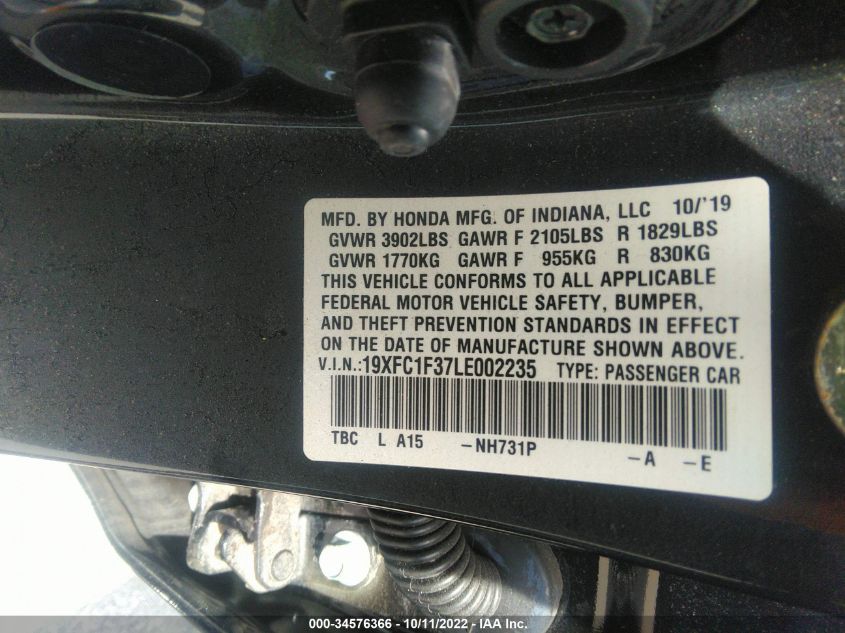 MFD. BY HONDA MFG. OF INDIANA, LLC 10/'19
GVWR 3902LBS GAWR F 2105LBS R 1829LBS
GVWR 1770KG GAWR F 955KG R 830KG
THIS VEHICLE CONFORMS TO ALL APPLICABLE
FEDERAL MOTOR VEHICLE SAFETY, BUMPER,
AND THEFT PREVENTION STANDARDS IN EFFECT
ON THE DATE OF MANUFACTURE SHOWN ABOVE.
V.I.N.:19XFC1F37LE002235 TYPE: PASSENGER CAR
TBC L A15 -NH731P -A -E
000-34576366 - 10/11/2022 - IAA Inc.